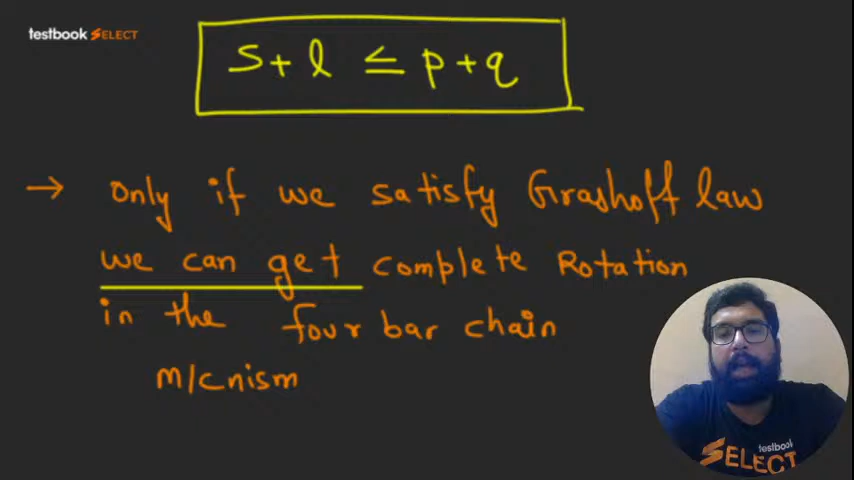 testbook SELECT
S + l ≤ p + q
→ Only if we satisfy Grashoff law
we can get complete Rotation
in the four bar chain
m/cnism
testbook
SELECT